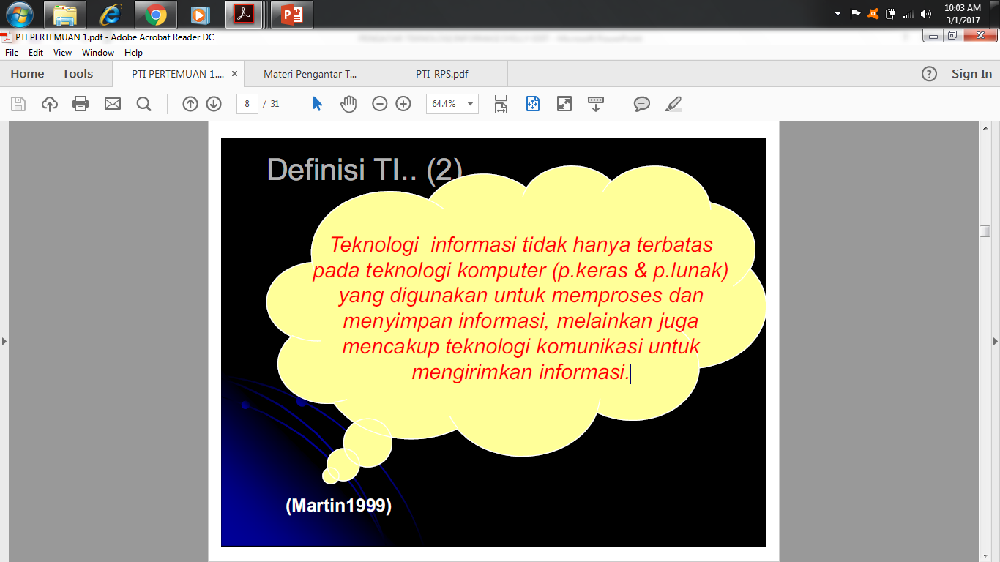 10:03 AM
3/1/2017
PTI PERTEMUAN 1.pdf - Adobe Acrobat Reader DC
File Edit View Window Help
Home Tools PTI PERTEMUAN 1.... × Materi Pengantar T... PTI-RPS.pdf ? Sign In
8 / 31 64.4%
Definisi TI.. (2)
Teknologi informasi tidak hanya terbatas
pada teknologi komputer (p.keras & p.lunak)
yang digunakan untuk memproses dan
menyimpan informasi, melainkan juga
mencakup teknologi komunikasi untuk
mengirimkan informasi.
(Martin1999)